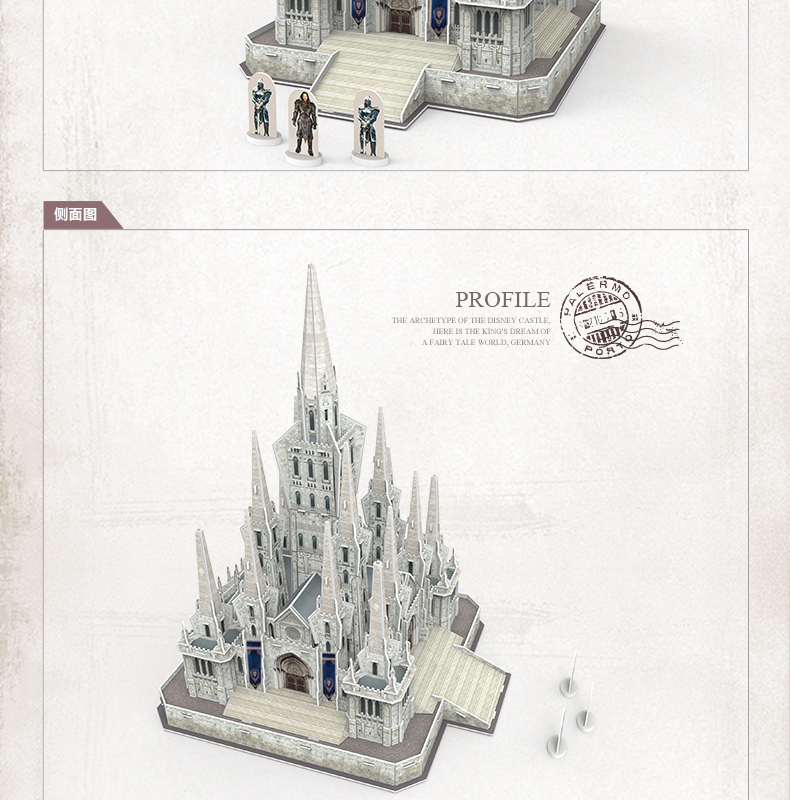 侧面图
PROFILE
THE ARCHETYPE OF THE DISNEY CASTLE,
HERE IS THE KING'S DREAM OF
A FAIRY TALE WORLD, GERMANY
PALERMO
PORTO